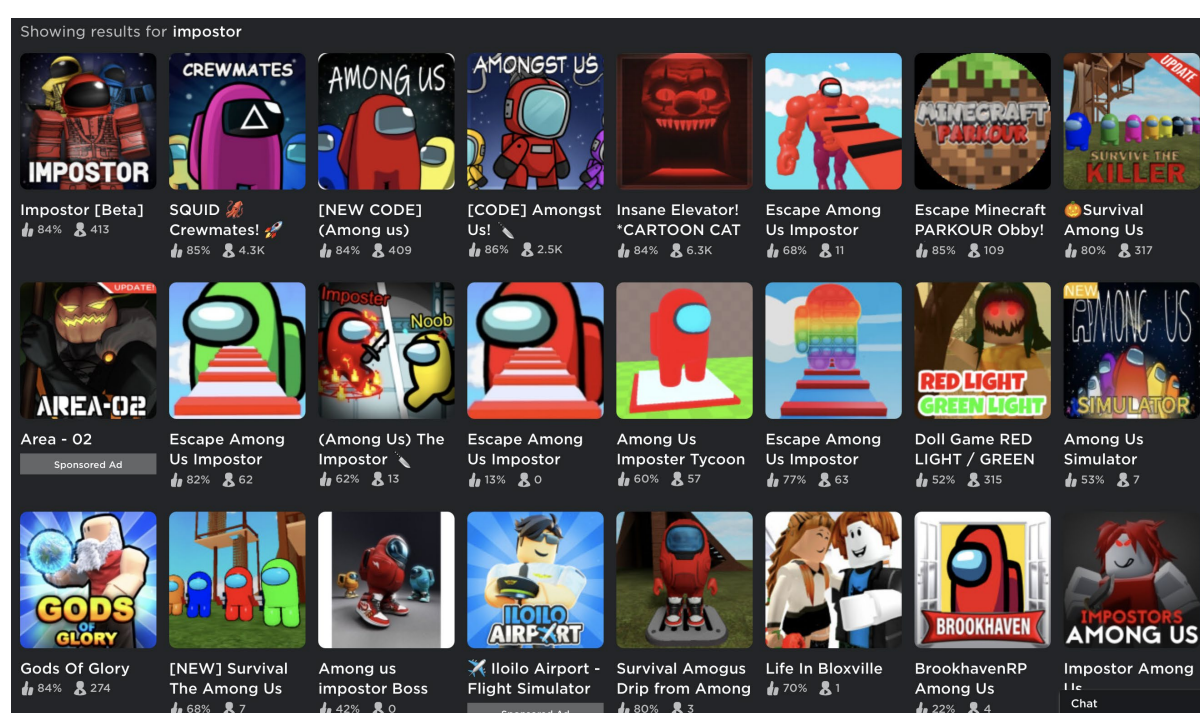 Showing results for impostor
IMPOSTOR
Impostor [Beta]
84% 413
CREWMATES
SQUID 🦑
Crewmates! 🚀
85% 4.3K
AMONG US
[NEW CODE]
(Among us)
84% 409
AMONGST US
[CODE] Amongst
Us! 🔪
86% 2.5K
Insane Elevator!
*CARTOON CAT
84% 6.3K
Escape Among
Us Impostor
68% 11
MINECRAFT
PARKOUR
Escape Minecraft
PARKOUR Obby!
85% 109
UPDATE
SURVIVE THE
KILLER
🎃Survival
Among Us
80% 317
UPDATE!
AREA-02
Area - 02
Sponsored Ad
Escape Among
Us Impostor
82% 62
Imposter
Noob
(Among Us) The
Impostor 🔪
62% 13
Escape Among
Us Impostor
13% 0
Among Us
Imposter Tycoon
60% 57
Escape Among
Us Impostor
77% 63
RED LIGHT
GREEN LIGHT
Doll Game RED
LIGHT / GREEN
52% 315
NEW
AMONG US
SIMULATOR
Among Us
Simulator
53% 7
GODS
OF
GLORY
Gods Of Glory
84% 274
[NEW] Survival
The Among Us
68% 7
Among us
impostor Boss
42% 0
ILOILO
AIRPORT
✈️ Iloilo Airport -
Flight Simulator
Sponsored Ad
Survival Amogus
Drip from Among
80% 3
Life In Bloxville
70% 1
BROOKHAVEN
BrookhavenRP
Among Us
22% 4
IMPOSTORS
AMONG US
Impostor Among
Us
Chat